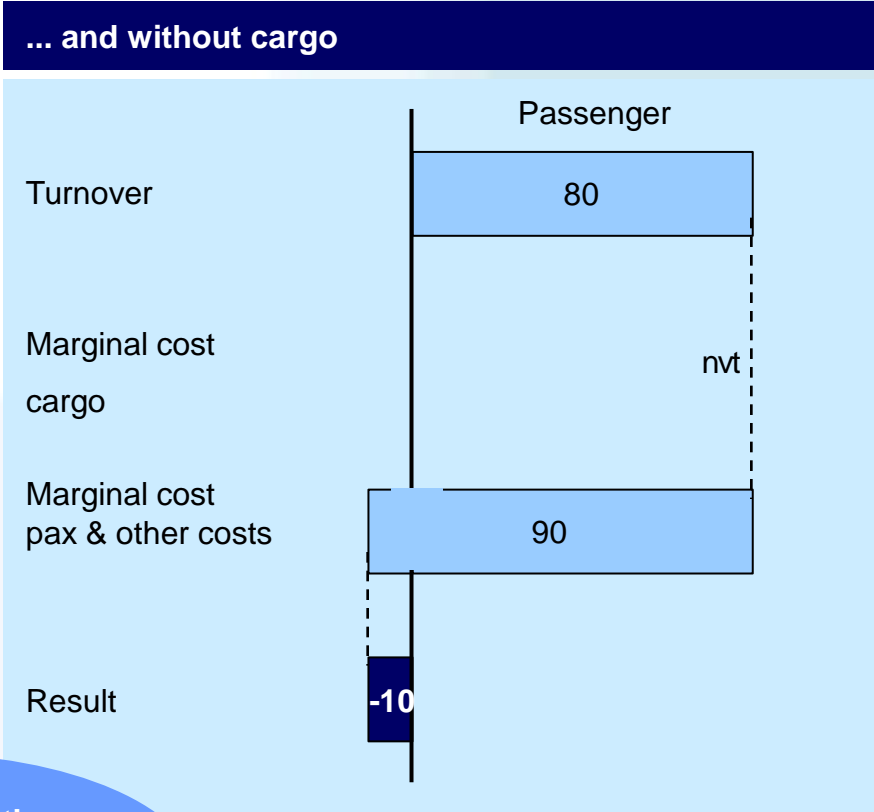 ... and without cargo
Passenger
Turnover
80
Marginal cost
cargo
nvt
Marginal cost
pax & other costs
90
Result
-10